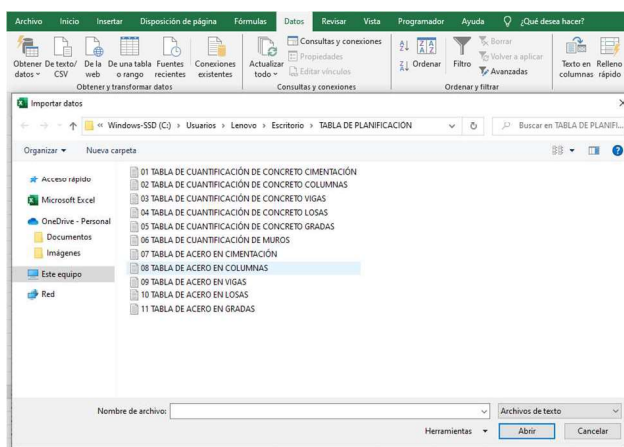 Archivo Inicio Insertar Disposición de página Fórmulas Datos Revisar Vista Programador Ayuda ¿Qué desea hacer?
Obtener datos
De texto/ CSV
De la web
De una tabla o rango
Fuentes recientes
Conexiones existentes
Actualizar todo
Consultas y conexiones
Propiedades
Editar vínculos
Ordenar
Filtro
Borrar
Volver a aplicar
Avanzadas
Texto en columnas
Relleno rápido
Obtener y transformar datos
Consultas y conexiones
Ordenar y filtrar
Importar datos
« Windows-SSD (C:) › Usuarios › Lenovo › Escritorio › TABLA DE PLANIFICACIÓN
Buscar en TABLA DE PLANIFI...
Organizar Nueva carpeta
Acceso rápido
Microsoft Excel
OneDrive - Personal
Documentos
Imágenes
Este equipo
Red
01 TABLA DE CUANTIFICACIÓN DE CONCRETO CIMENTACIÓN
02 TABLA DE CUANTIFICACIÓN DE CONCRETO COLUMNAS
03 TABLA DE CUANTIFICACIÓN DE CONCRETO VIGAS
04 TABLA DE CUANTIFICACIÓN DE CONCRETO LOSAS
05 TABLA DE CUANTIFICACIÓN DE CONCRETO GRADAS
06 TABLA DE CUANTIFICACIÓN DE MUROS
07 TABLA DE ACERO EN CIMENTACIÓN
08 TABLA DE ACERO EN COLUMNAS
09 TABLA DE ACERO EN VIGAS
10 TABLA DE ACERO EN LOSAS
11 TABLA DE ACERO EN GRADAS
Nombre de archivo:
Archivos de texto
Herramientas
Abrir
Cancelar